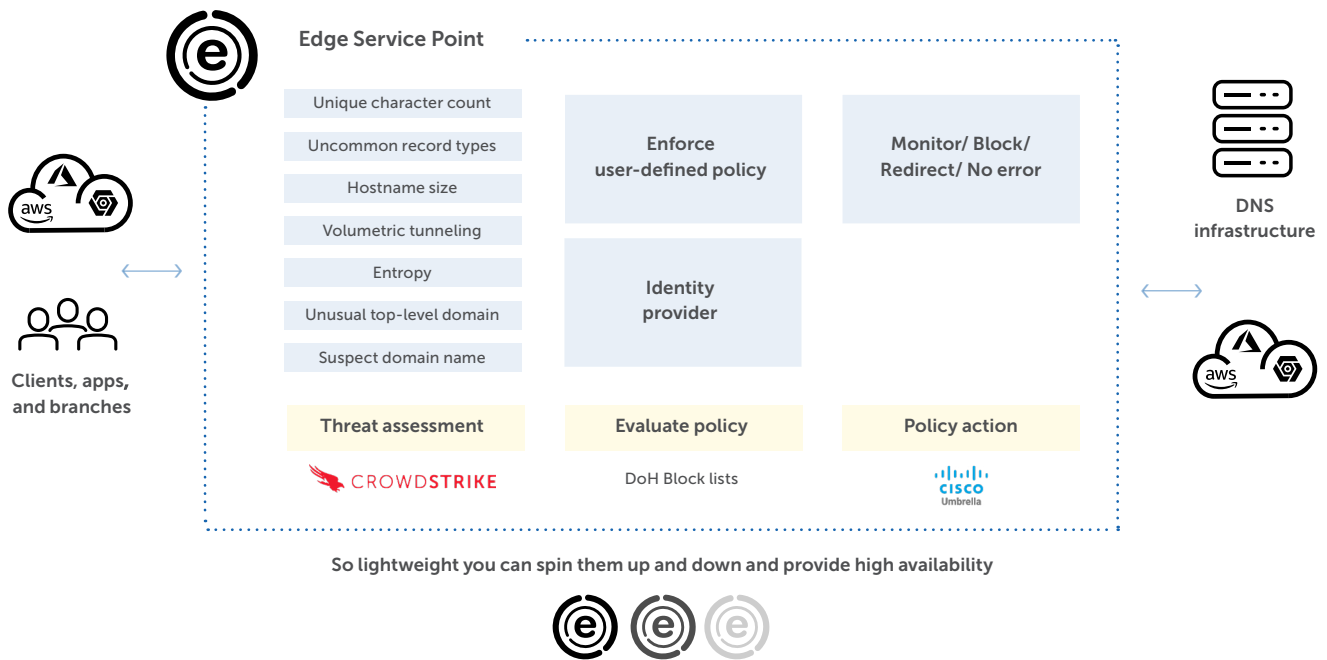 e
Edge Service Point
aws
Clients, apps,
and branches
Unique character count
Uncommon record types
Hostname size
Volumetric tunneling
Entropy
Unusual top-level domain
Suspect domain name
Threat assessment
CROWDSTRIKE
Enforce
user-defined policy
Identity
provider
Evaluate policy
DoH Block lists
Monitor/ Block/
Redirect/ No error
Policy action
CISCO
Umbrella
DNS
infrastructure
aws
So lightweight you can spin them up and down and provide high availability
e e e